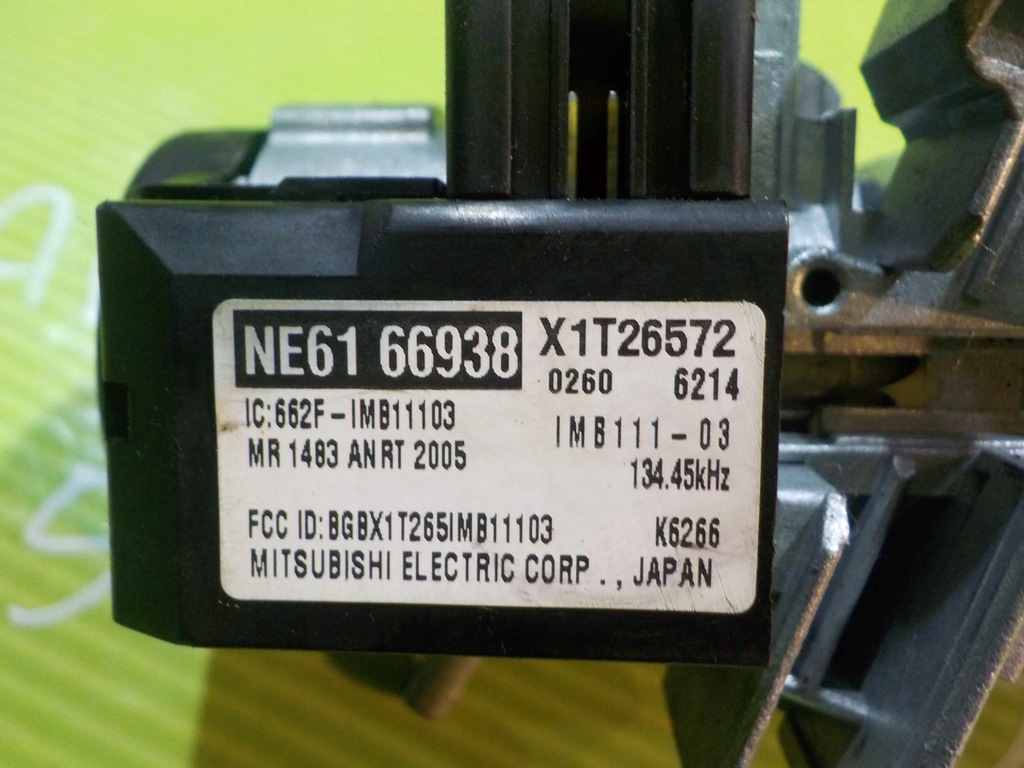 NE61 66938 X1T26572
0260 6214
IC:662F-IMB11103
IMB111-03
MR 1483 ANRT 2005
134.45kHz
FCC ID:BGBX1T265IMB11103 K6266
MITSUBISHI ELECTRIC CORP ., JAPAN